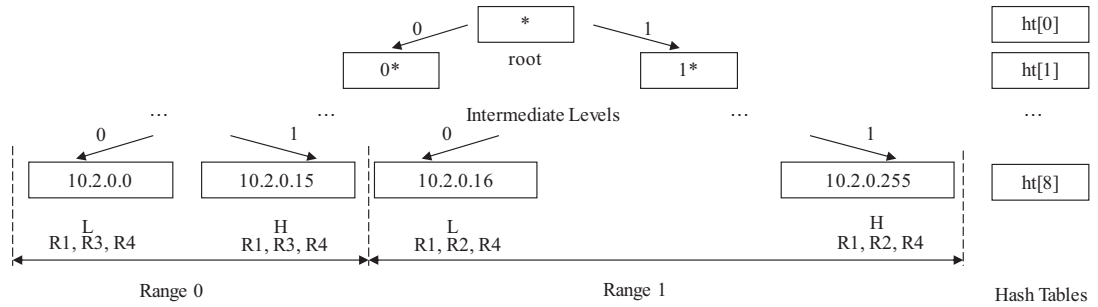 0 * 1 ht[0]
root
0* 1* ht[1]
... ... Intermediate Levels ... ...
0 1 0 1
10.2.0.0 10.2.0.15 10.2.0.16 10.2.0.255 ht[8]
L H L H
R1, R3, R4 R1, R3, R4 R1, R2, R4 R1, R2, R4
Range 0 Range 1 Hash Tables